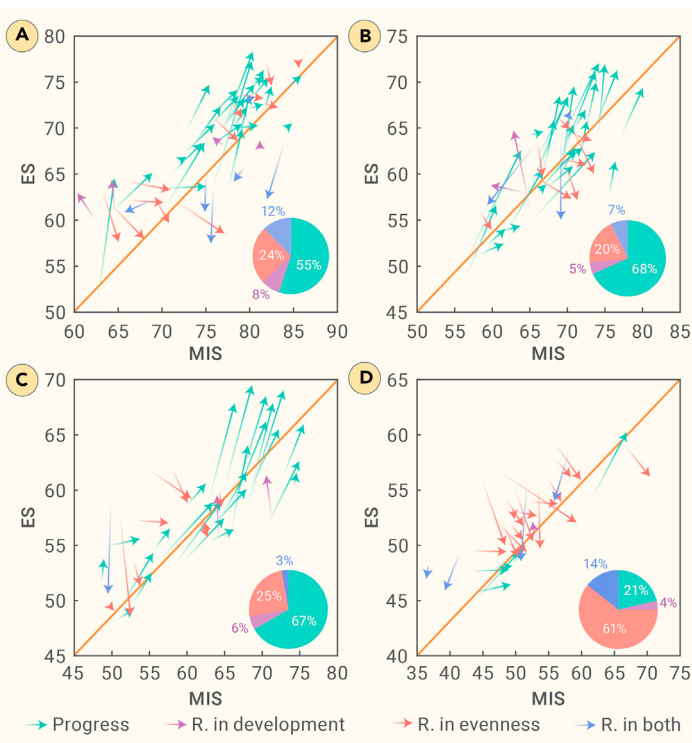 A
80
75
70
65
60
55
50
ES
60 65 70 75 80 85 90
MIS
12%
24%
55%
8%
B
75
70
65
60
55
50
45
ES
50 55 60 65 70 75 80 85
MIS
7%
20%
68%
5%
C
70
65
60
55
50
45
ES
45 50 55 60 65 70 75 80
MIS
3%
25%
67%
6%
D
65
60
55
50
45
40
ES
35 40 45 50 55 60 65 70 75
MIS
14%
21%
4%
61%
Progress R. in development R. in evenness R. in both